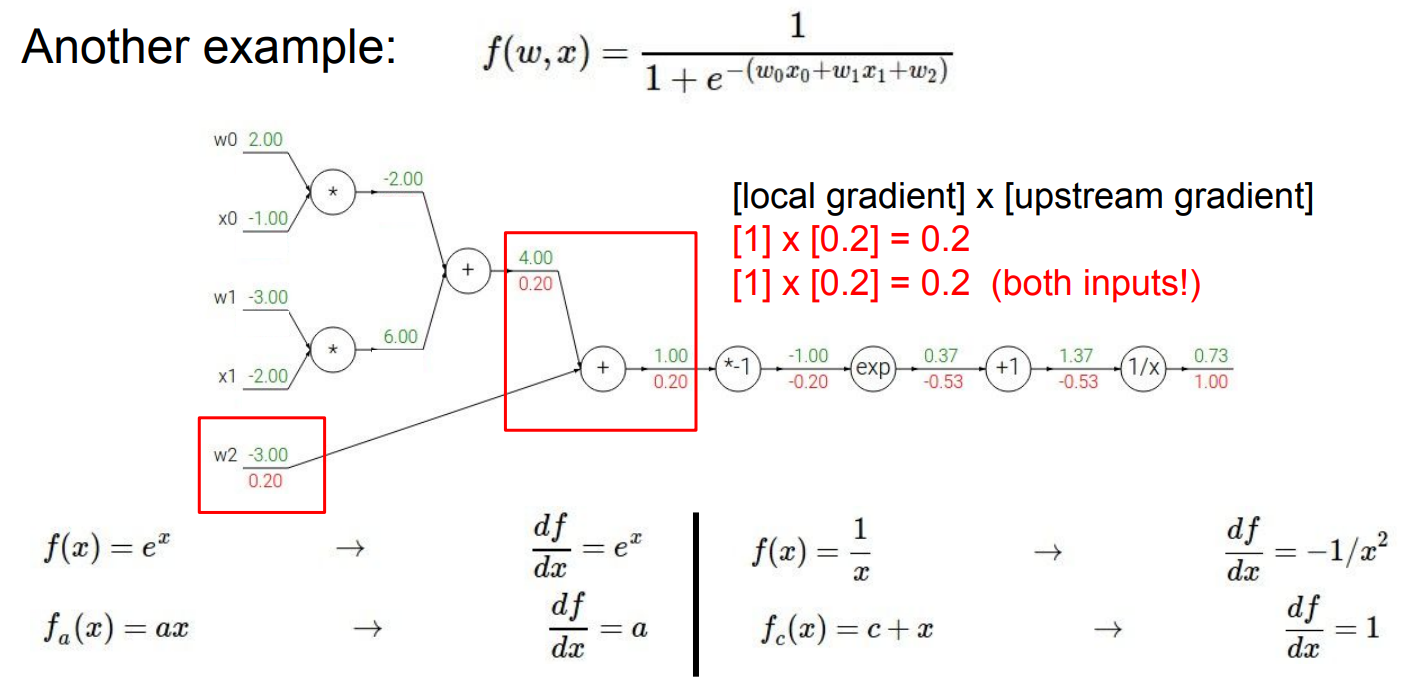 Another example:
f(w, x) = 1 / (1 + e^{-(w_0x_0+w_1x_1+w_2)})
w0 2.00
*
-2.00
x0 -1.00
[local gradient] x [upstream gradient]
[1] x [0.2] = 0.2
[1] x [0.2] = 0.2 (both inputs!)
+
4.00
0.20
w1 -3.00
*
6.00
x1 -2.00
+
1.00
0.20
*-1
-1.00
-0.20
exp
0.37
-0.53
+1
1.37
-0.53
1/x
0.73
1.00
w2 -3.00
0.20
f(x) = e^x → df/dx = e^x
f(x) = 1/x → df/dx = -1/x^2
f_a(x) = ax → df/dx = a
f_c(x) = c + x → df/dx = 1